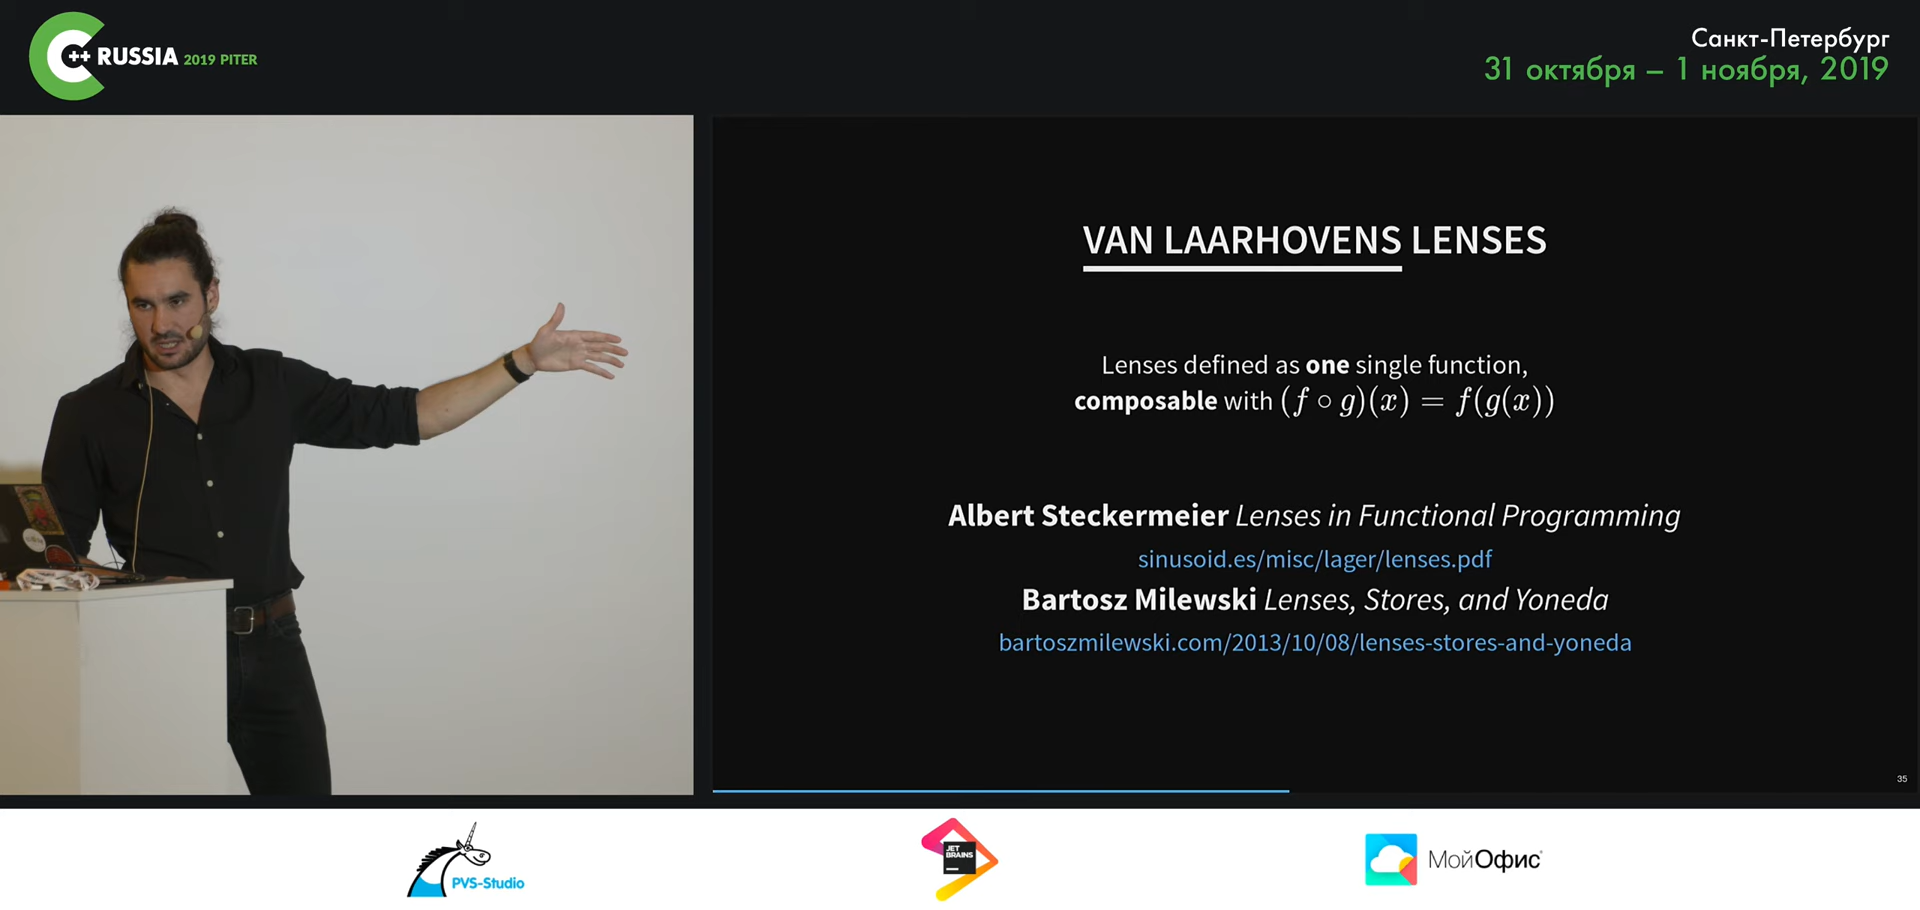 C++ RUSSIA 2019 PITER
Санкт-Петербург
31 октября – 1 ноября, 2019
VAN LAARHOVENS LENSES
Lenses defined as one single function,
composable with (f ∘ g)(x) = f(g(x))
Albert Steckermeier Lenses in Functional Programming
sinusoid.es/misc/lager/lenses.pdf
Bartosz Milewski Lenses, Stores, and Yoneda
bartoszmilewski.com/2013/10/08/lenses-stores-and-yoneda
35
PVS-Studio
JET
BRAINS
МойОфис